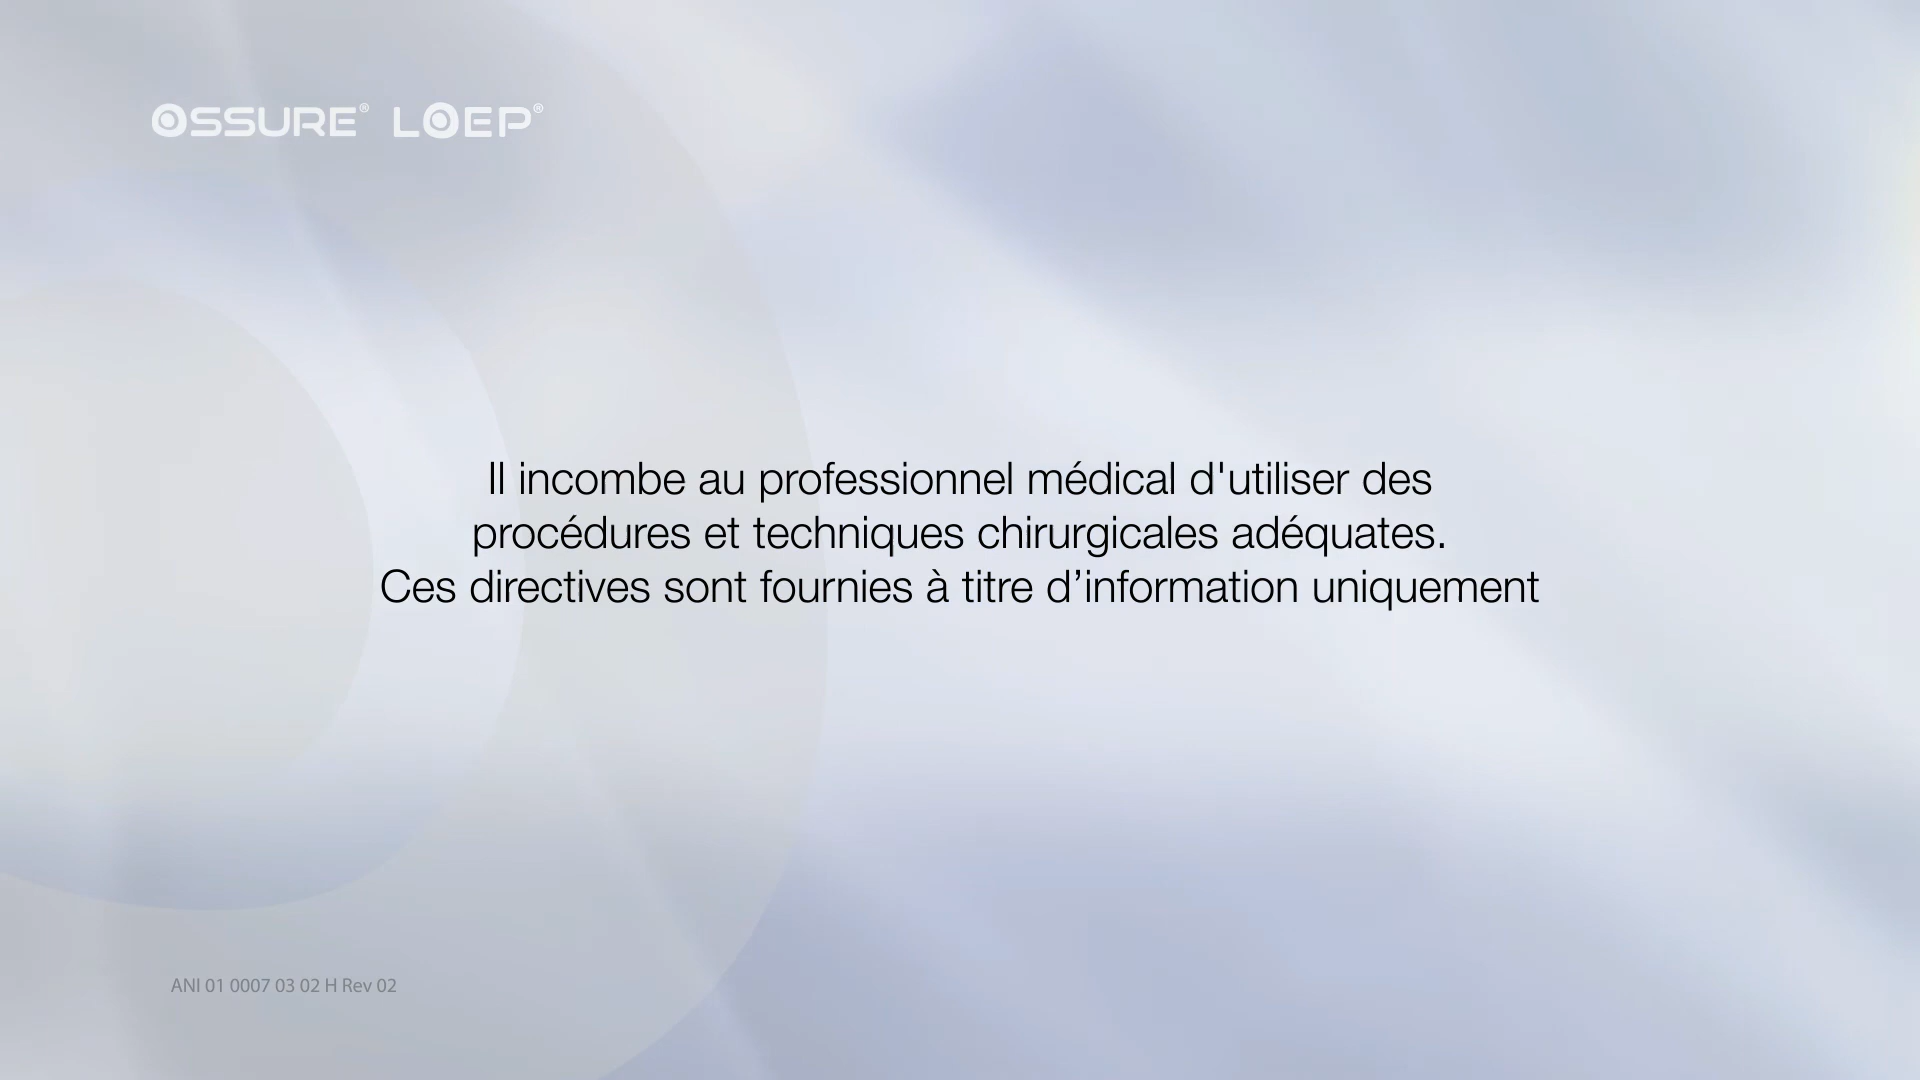 OSSURE® LOEP®
Il incombe au professionnel médical d'utiliser des
procédures et techniques chirurgicales adéquates.
Ces directives sont fournies à titre d’information uniquement
ANI 01 0007 03 02 H Rev 02